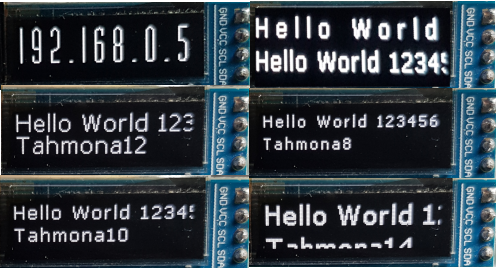 192.168.0.5
GND VCC SCL SDA
Hello World
Hello World 12345
GND VCC SCL SDA
Hello World 123
Tahmona12
GND VCC SCL SDA
Hello World 123456
Tahmona8
GND VCC SCL SDA
Hello World 12345
Tahmona10
GND VCC SCL SDA
Hello World 1:
Tahmona14
GND VCC SCL SDA